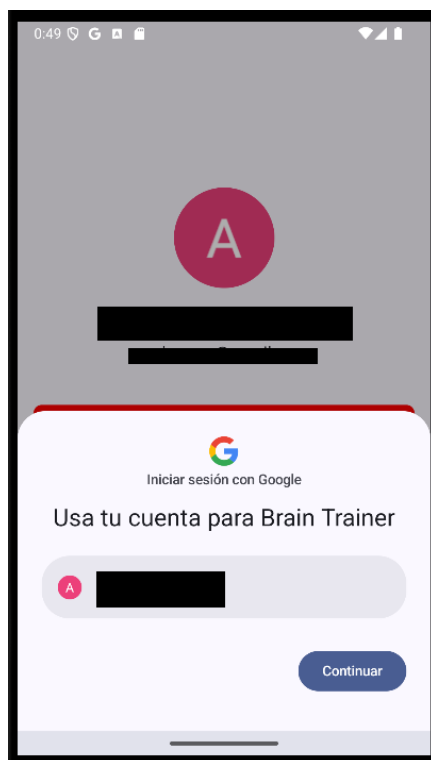 0:49
A
Iniciar sesión con Google
Usa tu cuenta para Brain Trainer
A
Continuar